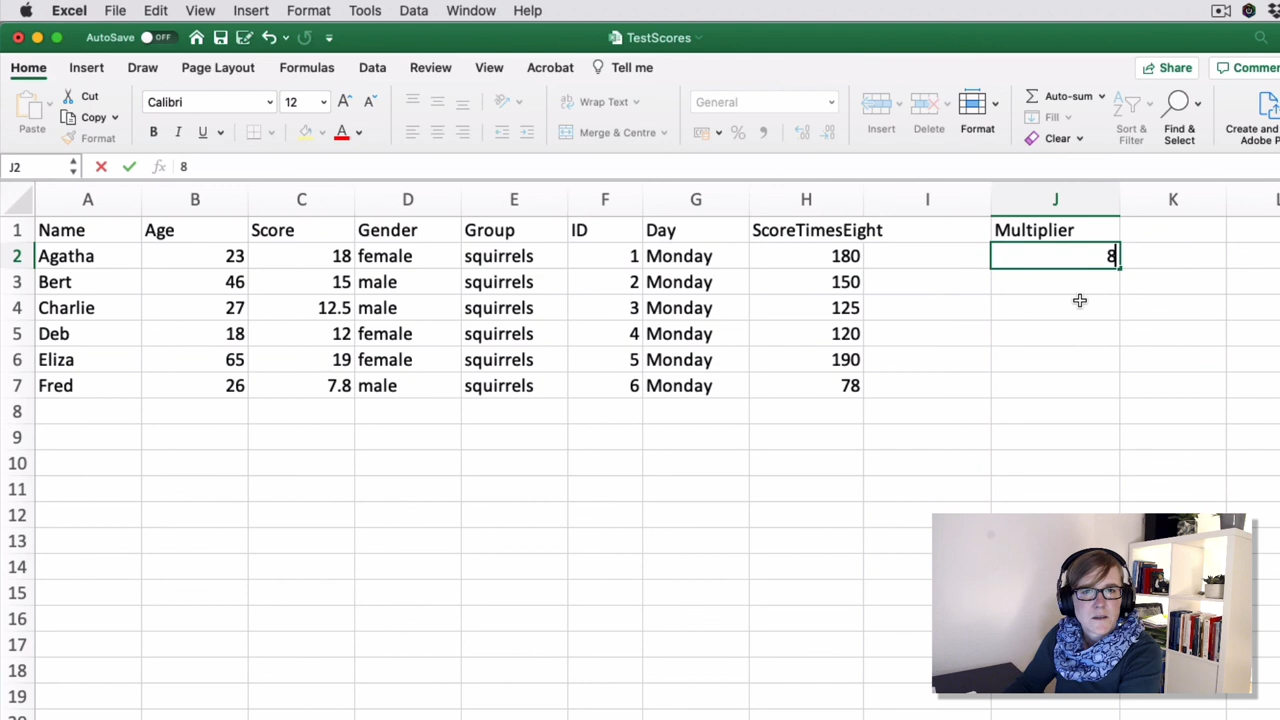 Excel File Edit View Insert Format Tools Data Window Help
AutoSave OFF TestScores
Home Insert Draw Page Layout Formulas Data Review View Acrobat Tell me Share
Cut Calibri 12 Wrap Text General Auto-sum
Copy Fill
Paste Format B I U A Merge & Centre % Insert Delete Format Clear Sort & Filter Find & Select Create and
J2 fx 8
A B C D E F G H I J K
1 Name Age Score Gender Group ID Day ScoreTimesEight Multiplier
2 Agatha 23 18 female squirrels 1 Monday 180 8
3 Bert 46 15 male squirrels 2 Monday 150
4 Charlie 27 12.5 male squirrels 3 Monday 125
5 Deb 18 12 female squirrels 4 Monday 120
6 Eliza 65 19 female squirrels 5 Monday 190
7 Fred 26 7.8 male squirrels 6 Monday 78
8
9
10
11
12
13
14
15
16
17
18
19